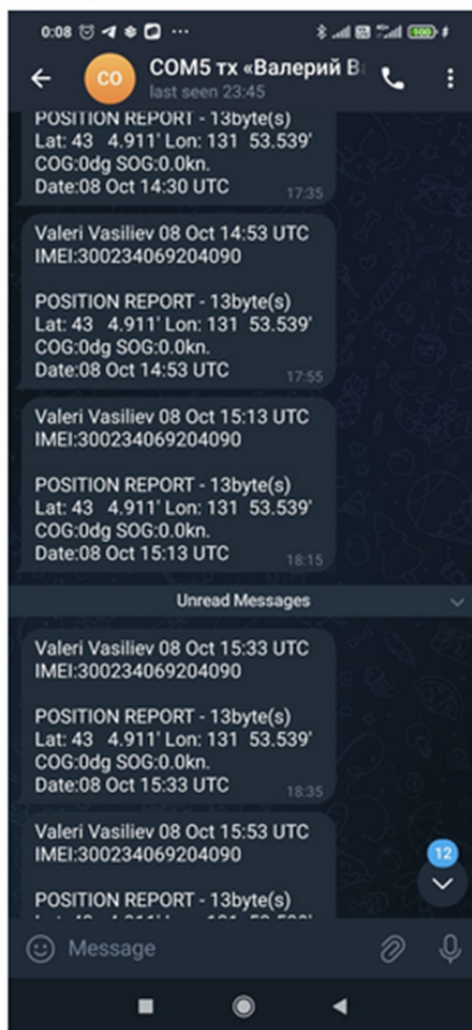 0:08
COM5 тх «Валерий Ва
last seen 23:45
POSITION REPORT - 13byte(s)
Lat: 43 4.911' Lon: 131 53.539'
COG:0dg SOG:0.0kn.
Date:08 Oct 14:30 UTC
17:35
Valeri Vasiliev 08 Oct 14:53 UTC
IMEI:300234069204090
POSITION REPORT - 13byte(s)
Lat: 43 4.911' Lon: 131 53.539'
COG:0dg SOG:0.0kn.
Date:08 Oct 14:53 UTC
17:55
Valeri Vasiliev 08 Oct 15:13 UTC
IMEI:300234069204090
POSITION REPORT - 13byte(s)
Lat: 43 4.911' Lon: 131 53.539'
COG:0dg SOG:0.0kn.
Date:08 Oct 15:13 UTC
18:15
Unread Messages
Valeri Vasiliev 08 Oct 15:33 UTC
IMEI:300234069204090
POSITION REPORT - 13byte(s)
Lat: 43 4.911' Lon: 131 53.539'
COG:0dg SOG:0.0kn.
Date:08 Oct 15:33 UTC
18:35
Valeri Vasiliev 08 Oct 15:53 UTC
IMEI:300234069204090
12
POSITION REPORT - 13byte(s)
Message